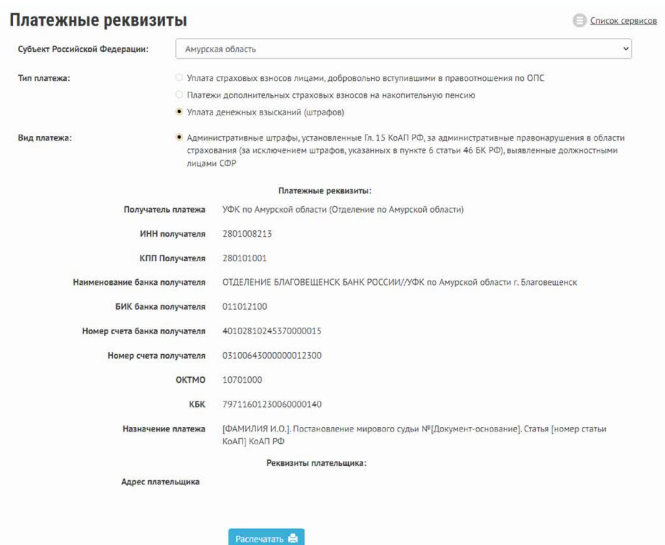 Платежные реквизиты
Список сервисов
Субъект Российской Федерации: Амурская область
Тип платежа: Уплата страховых взносов лицами, добровольно вступившими в правоотношения по ОПС
Платежи дополнительных страховых взносов на накопительную пенсию
Уплата денежных взысканий (штрафов)
Вид платежа: Административные штрафы, установленные Гл. 15 КоАП РФ, за административные правонарушения в области
страхования (за исключением штрафов, указанных в пункте 6 статьи 46 БК РФ), выявленные должностными
лицами СФР
Платежные реквизиты:
Получатель платежа УФК по Амурской области (Отделение по Амурской области)
ИНН получателя 2801008213
КПП Получателя 280101001
Наименование банка получателя ОТДЕЛЕНИЕ БЛАГОВЕЩЕНСК БАНК РОССИИ//УФК по Амурской области г. Благовещенск
БИК банка получателя 011012100
Номер счета банка получателя 40102810245370000015
Номер счета получателя 03100643000000012300
ОКТМО 10701000
КБК 79711601230060000140
Назначение платежа [ФАМИЛИЯ И.О.]. Постановление мирового судьи №[Документ-основание]. Статья [номер статьи
КоАП] КоАП РФ
Реквизиты плательщика:
Адрес плательщика
Распечатать